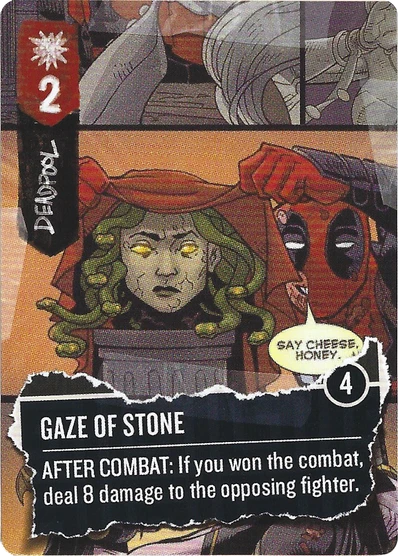 2
DEADPOOL
SAY CHEESE,
HONEY.
4
GAZE OF STONE
AFTER COMBAT: If you won the combat,
deal 8 damage to the opposing fighter.